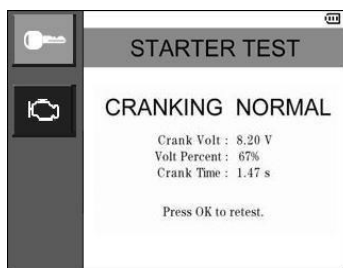 STARTER TEST
CRANKING NORMAL
Crank Volt : 8.20 V
Volt Percent : 67%
Crank Time : 1.47 s
Press OK to retest.